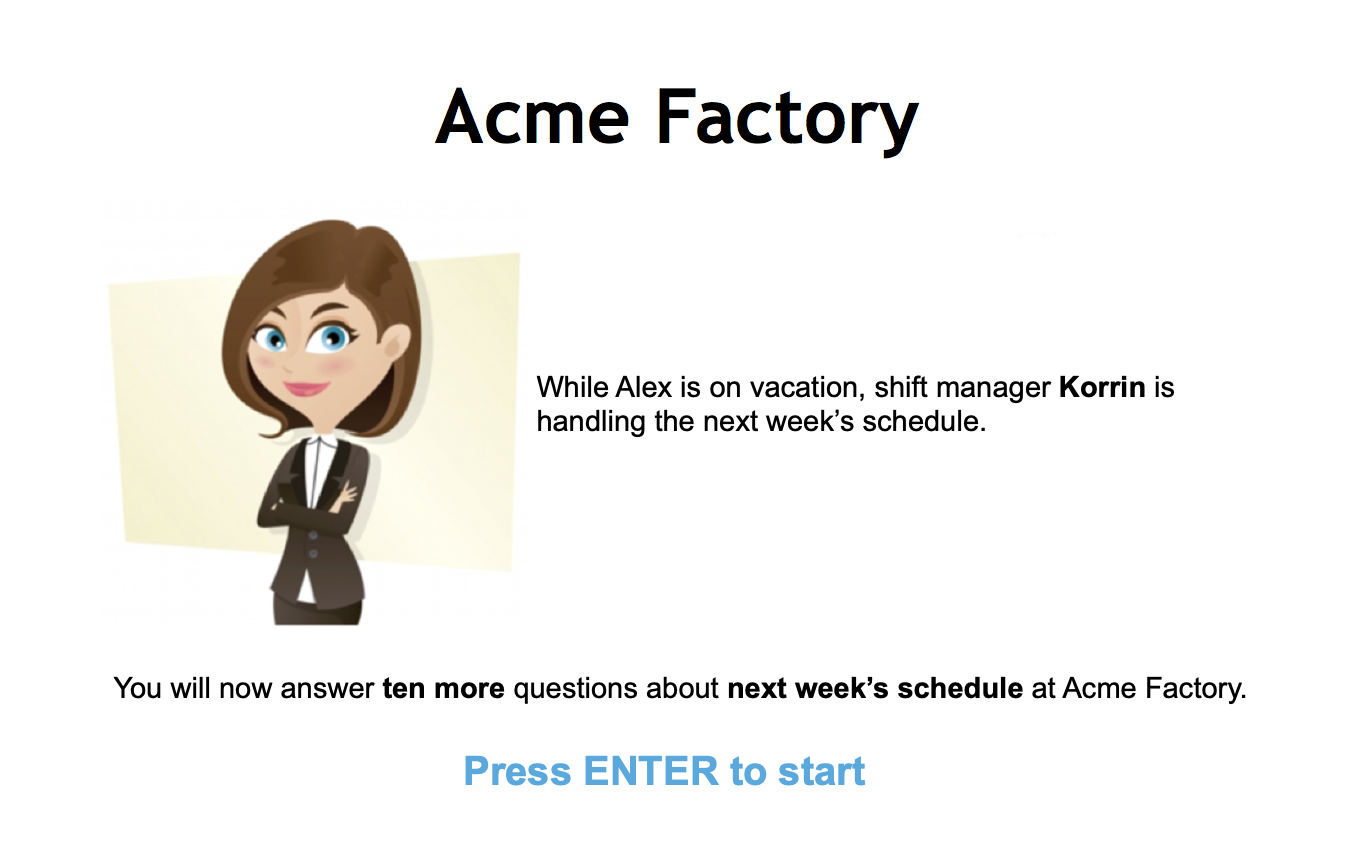 Acme Factory
While Alex is on vacation, shift manager Korrin is
handling the next week’s schedule.
You will now answer ten more questions about next week’s schedule at Acme Factory.
Press ENTER to start